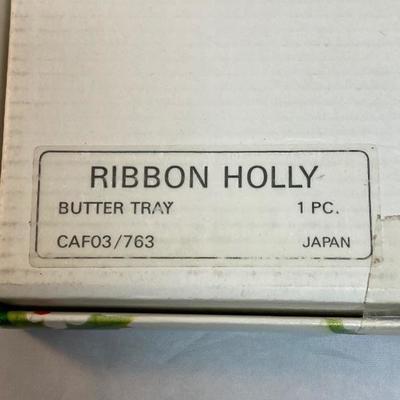 RIBBON HOLLY
BUTTER TRAY 1 PC.
CAF03/763 JAPAN